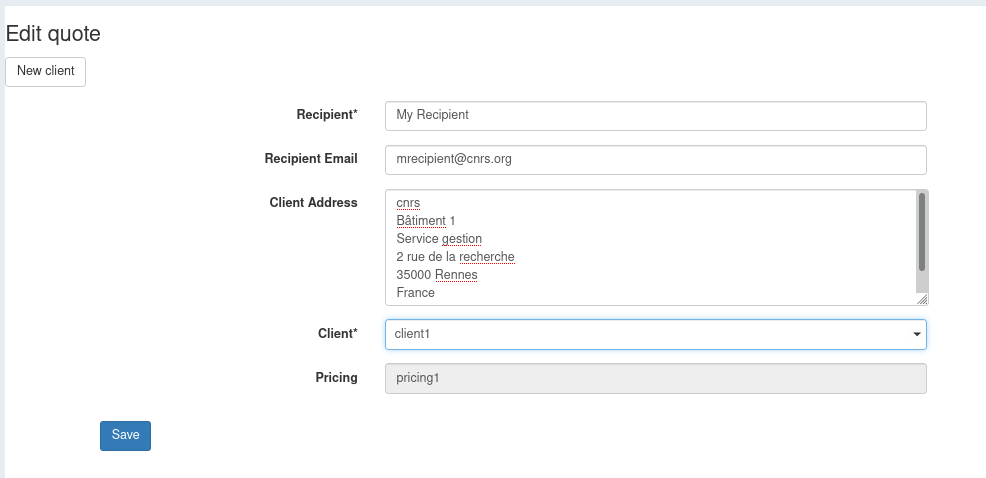 Edit quote
New client
Recipient* My Recipient
Recipient Email mrecipient@cnrs.org
Client Address cnrs
Bâtiment 1
Service gestion
2 rue de la recherche
35000 Rennes
France
Client* client1
Pricing pricing1
Save